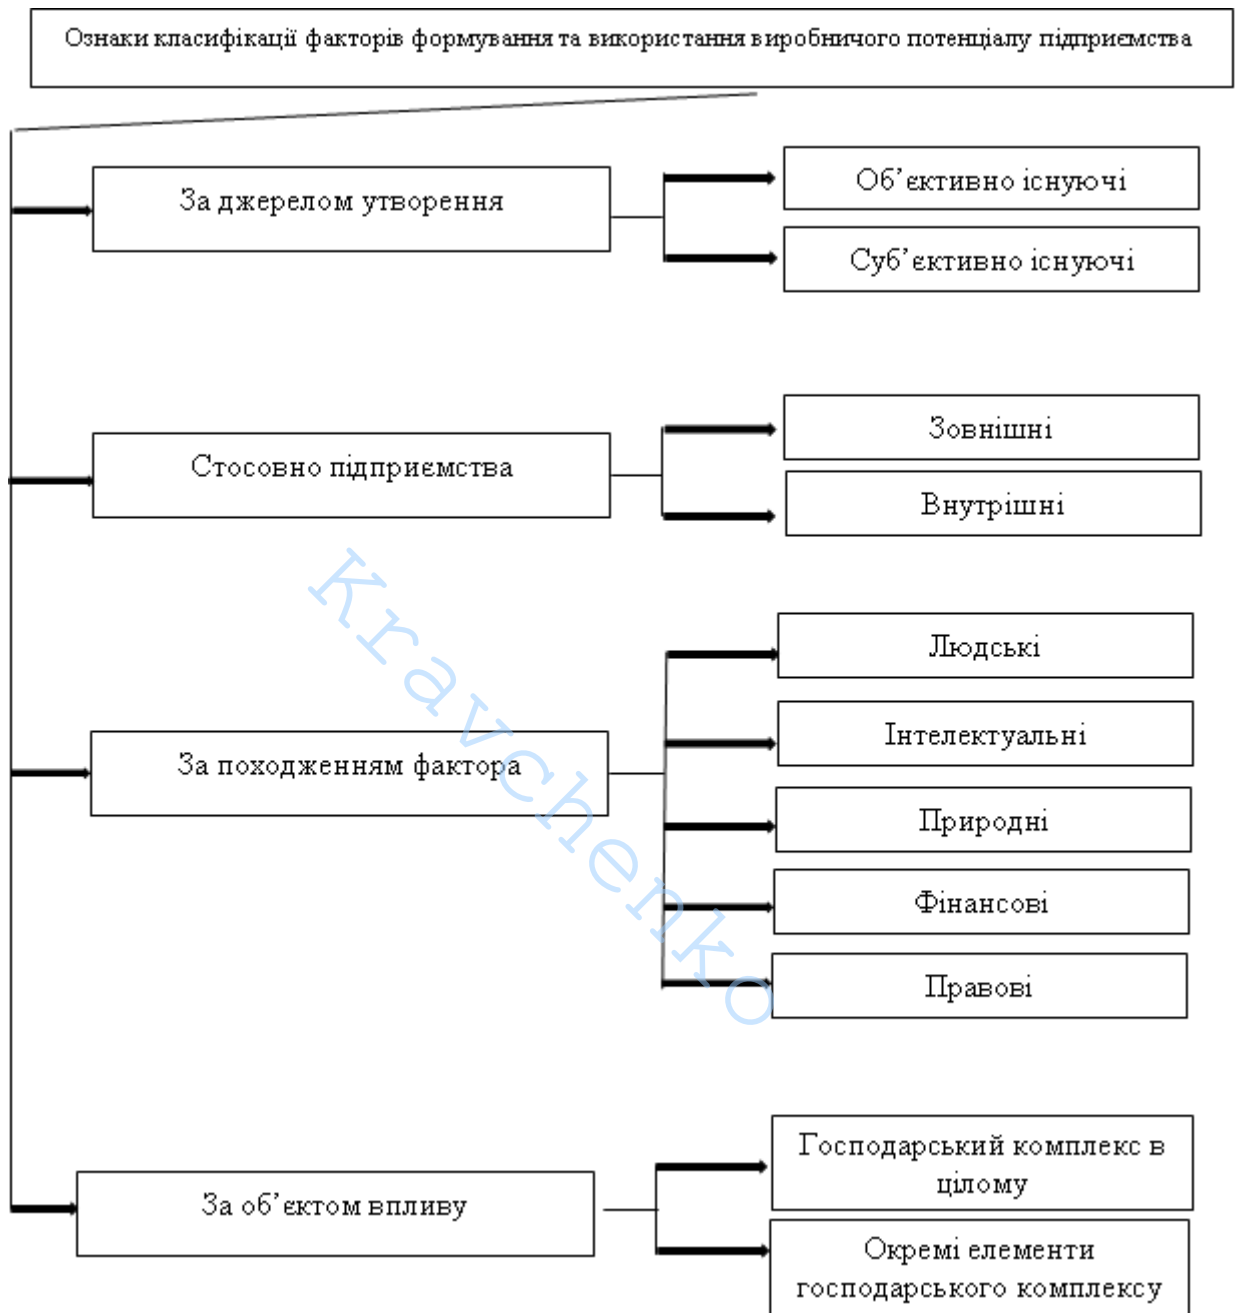 Ознаки класифікації факторів формування та використання виробничого потенціалу підприємства
За джерелом утворення
Об’єктивно існуючі
Суб’єктивно існуючі
Стосовно підприємства
Зовнішні
Внутрішні
За походженням фактора
Людські
Інтелектуальні
Природні
Фінансові
Правові
За об’єктом впливу
Господарський комплекс в
цілому
Окремі елементи
господарського комплексу
Kravchenko